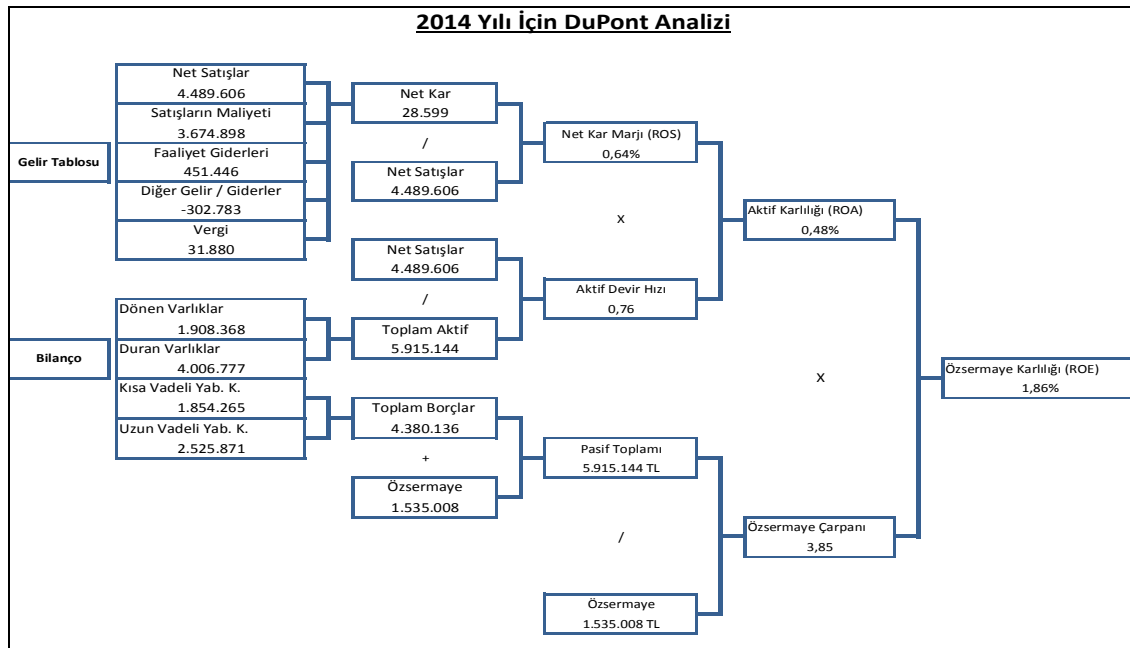 2014 Yılı İçin DuPont Analizi
Gelir Tablosu
Net Satışlar
4.489.606
Satışların Maliyeti
3.674.898
Faaliyet Giderleri
451.446
Diğer Gelir / Giderler
-302.783
Vergi
31.880
Net Kar
28.599
/
Net Satışlar
4.489.606
Net Kar Marjı (ROS)
0,64%
x
Net Satışlar
4.489.606
/
Toplam Aktif
5.915.144
Aktif Devir Hızı
0,76
Aktif Karlılığı (ROA)
0,48%
Bilanço
Dönen Varlıklar
1.908.368
Duran Varlıklar
4.006.777
Kısa Vadeli Yab. K.
1.854.265
Uzun Vadeli Yab. K.
2.525.871
Toplam Borçlar
4.380.136
+
Özsermaye
1.535.008
Pasif Toplamı
5.915.144 TL
/
Özsermaye
1.535.008 TL
Özsermaye Çarpanı
3,85
x
Özsermaye Karlılığı (ROE)
1,86%